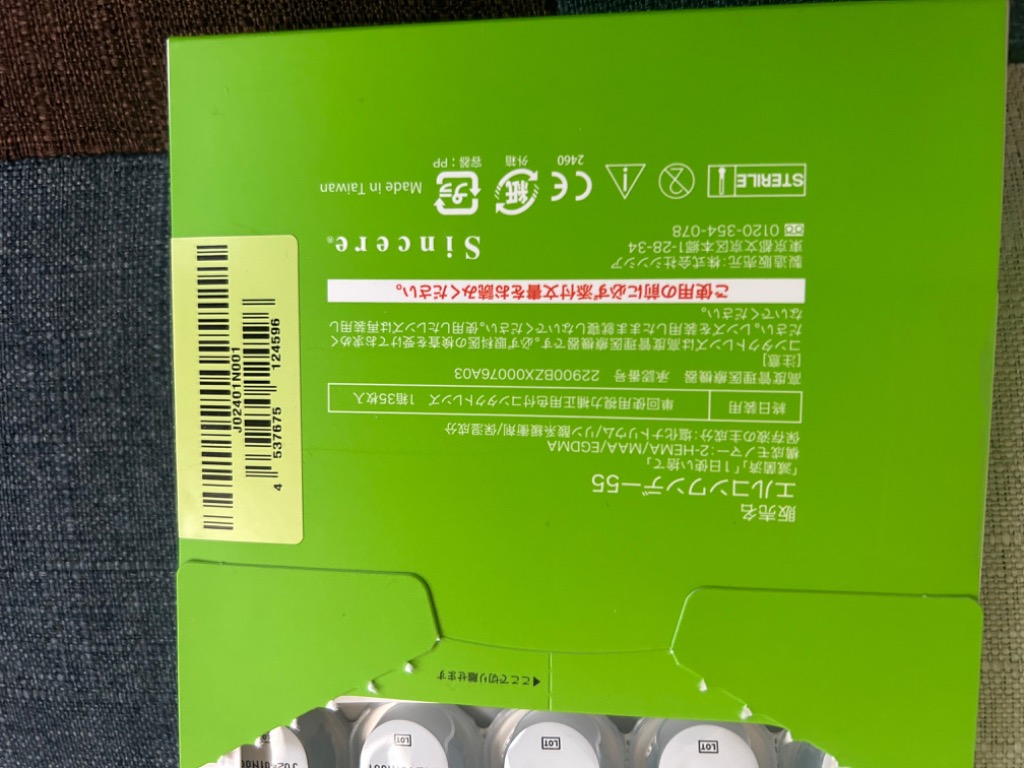 販売名
エルコンワンデー55
「滅菌済」「1日使い捨て」
構成モノマー:2-HEMA/MAA/EGDMA
保存液の主成分:塩化ナトリウム/リン酸系緩衝剤/保湿成分
終日装用 単回使用視力補正用色付コンタクトレンズ 1箱35枚入
高度管理医療機器 承認番号 22900BZX00076A03
[注意]
コンタクトレンズは高度管理医療機器です。必ず眼科医の検査を受けてお求めく
ださい。レンズを装用したまま就寝しないでください。使用したレンズは再装用し
ないでください。
ご使用の前に必ず添付文書をお読みください。
製造販売元:株式会社シンシア
東京都文京区本郷1-28-34
0120-354-078
Sincere®
STERILE
CE
2460
紙
外箱
プラ
容器:PP
Made in Taiwan
J02401N001
4 537675 124596
◀ここで切り離せます
LOT
LOT
LOT